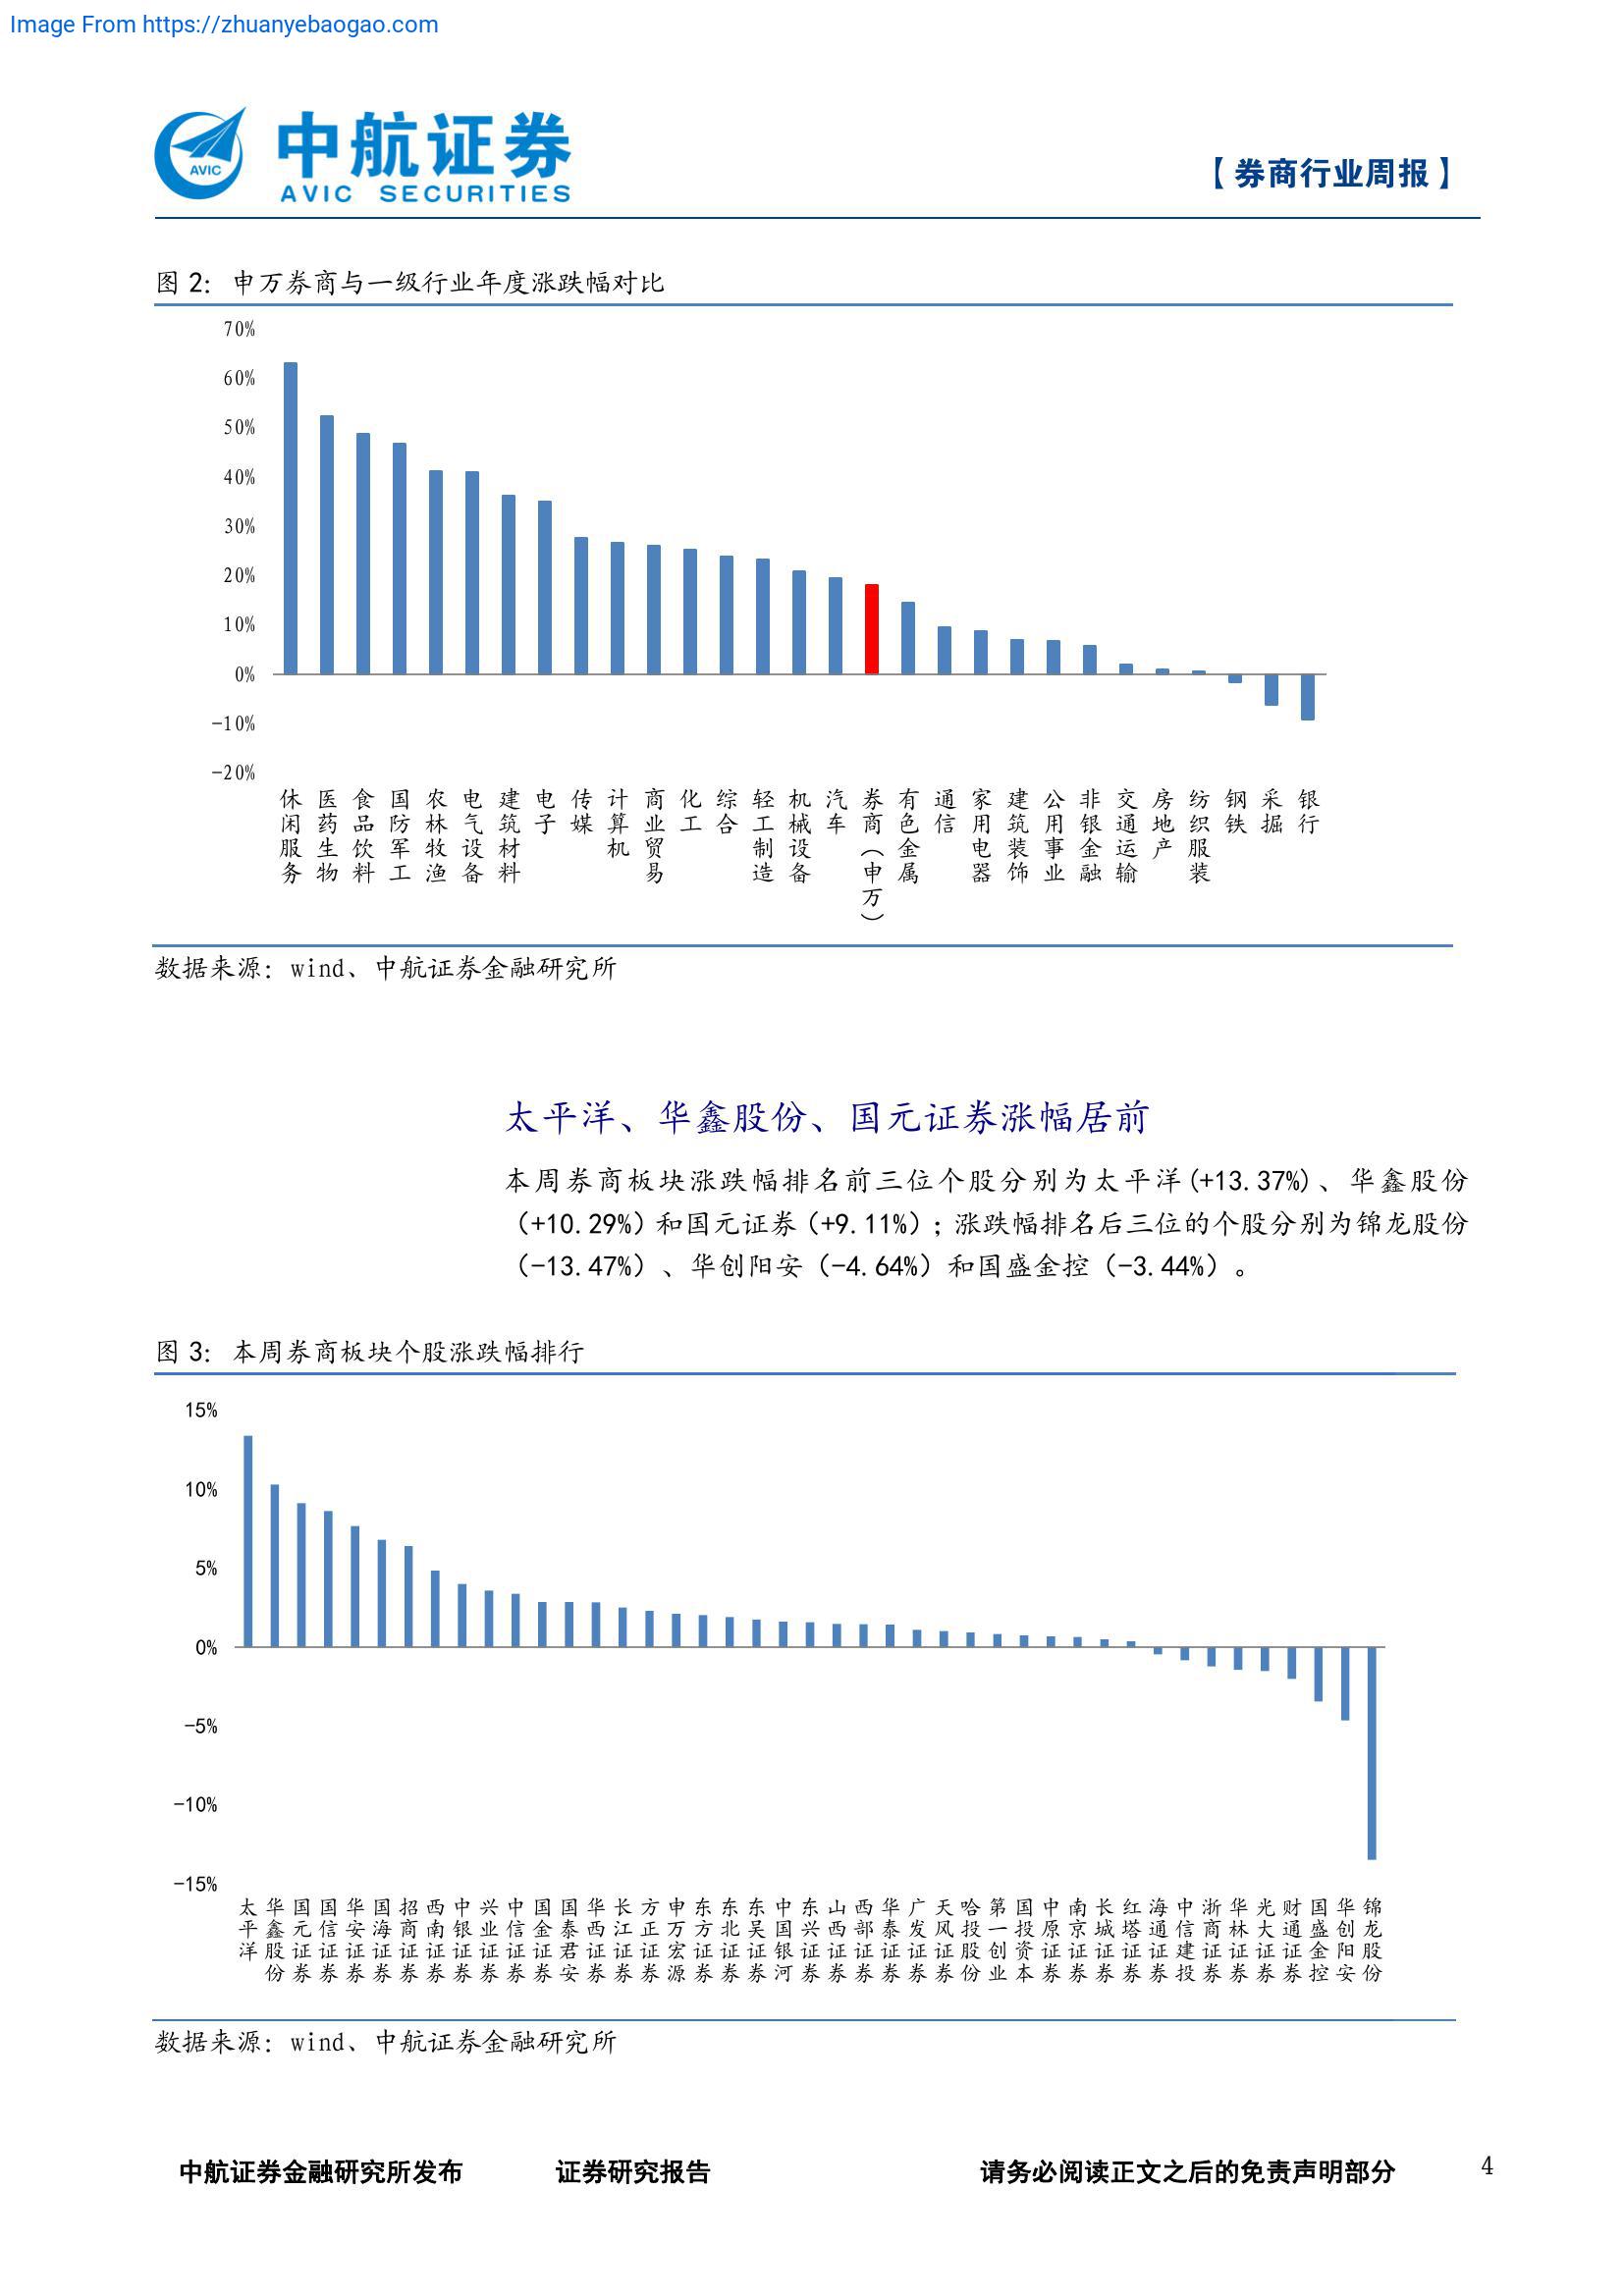 Image From https://zhuanyebaogao.com
AVIC
中航证券
AVIC SECURITIES
【券商行业周报】
图 2: 申万券商与一级行业年度涨跌幅对比
70%
60%
50%
40%
30%
20%
10%
0%
-10%
-20%
休闲服务 医药生物 食品饮料 国防军工 农林牧渔 电气设备 建筑材料 电子 传媒 计算机 商业贸易 化工 综合 轻工制造 机械设备 汽车 券商（申万） 有色金属 通信 家用电器 建筑装饰 公用事业 非银金融 交通运输 房地产 纺织服装 钢铁 采掘 银行
数据来源: wind、中航证券金融研究所
太平洋、华鑫股份、国元证券涨幅居前
本周券商板块涨跌幅排名前三位个股分别为太平洋(+13.37%)、华鑫股份
（+10.29%）和国元证券（+9.11%）; 涨跌幅排名后三位的个股分别为锦龙股份
（-13.47%）、华创阳安（-4.64%）和国盛金控（-3.44%）。
图 3: 本周券商板块个股涨跌幅排行
15%
10%
5%
0%
-5%
-10%
-15%
太平洋 华鑫股份 国元证券 国信证券 华安证券 国海证券 招商证券 西南证券 中银证券 兴业证券 中信证券 国金证券 国泰君安 华西证券 长江证券 方正证券 申万宏源 东方证券 东北证券 东吴证券 中国银河 东兴证券 山西证券 西部证券 华泰证券 广发证券 天风证券 哈投股份 第一创业 国投资本 中原证券 南京证券 长城证券 红塔证券 海通证券 中信建投 浙商证券 华林证券 光大证券 财通证券 国盛金控 华创阳安 锦龙股份
数据来源: wind、中航证券金融研究所
中航证券金融研究所发布 证券研究报告 请务必阅读正文之后的免责声明部分 4